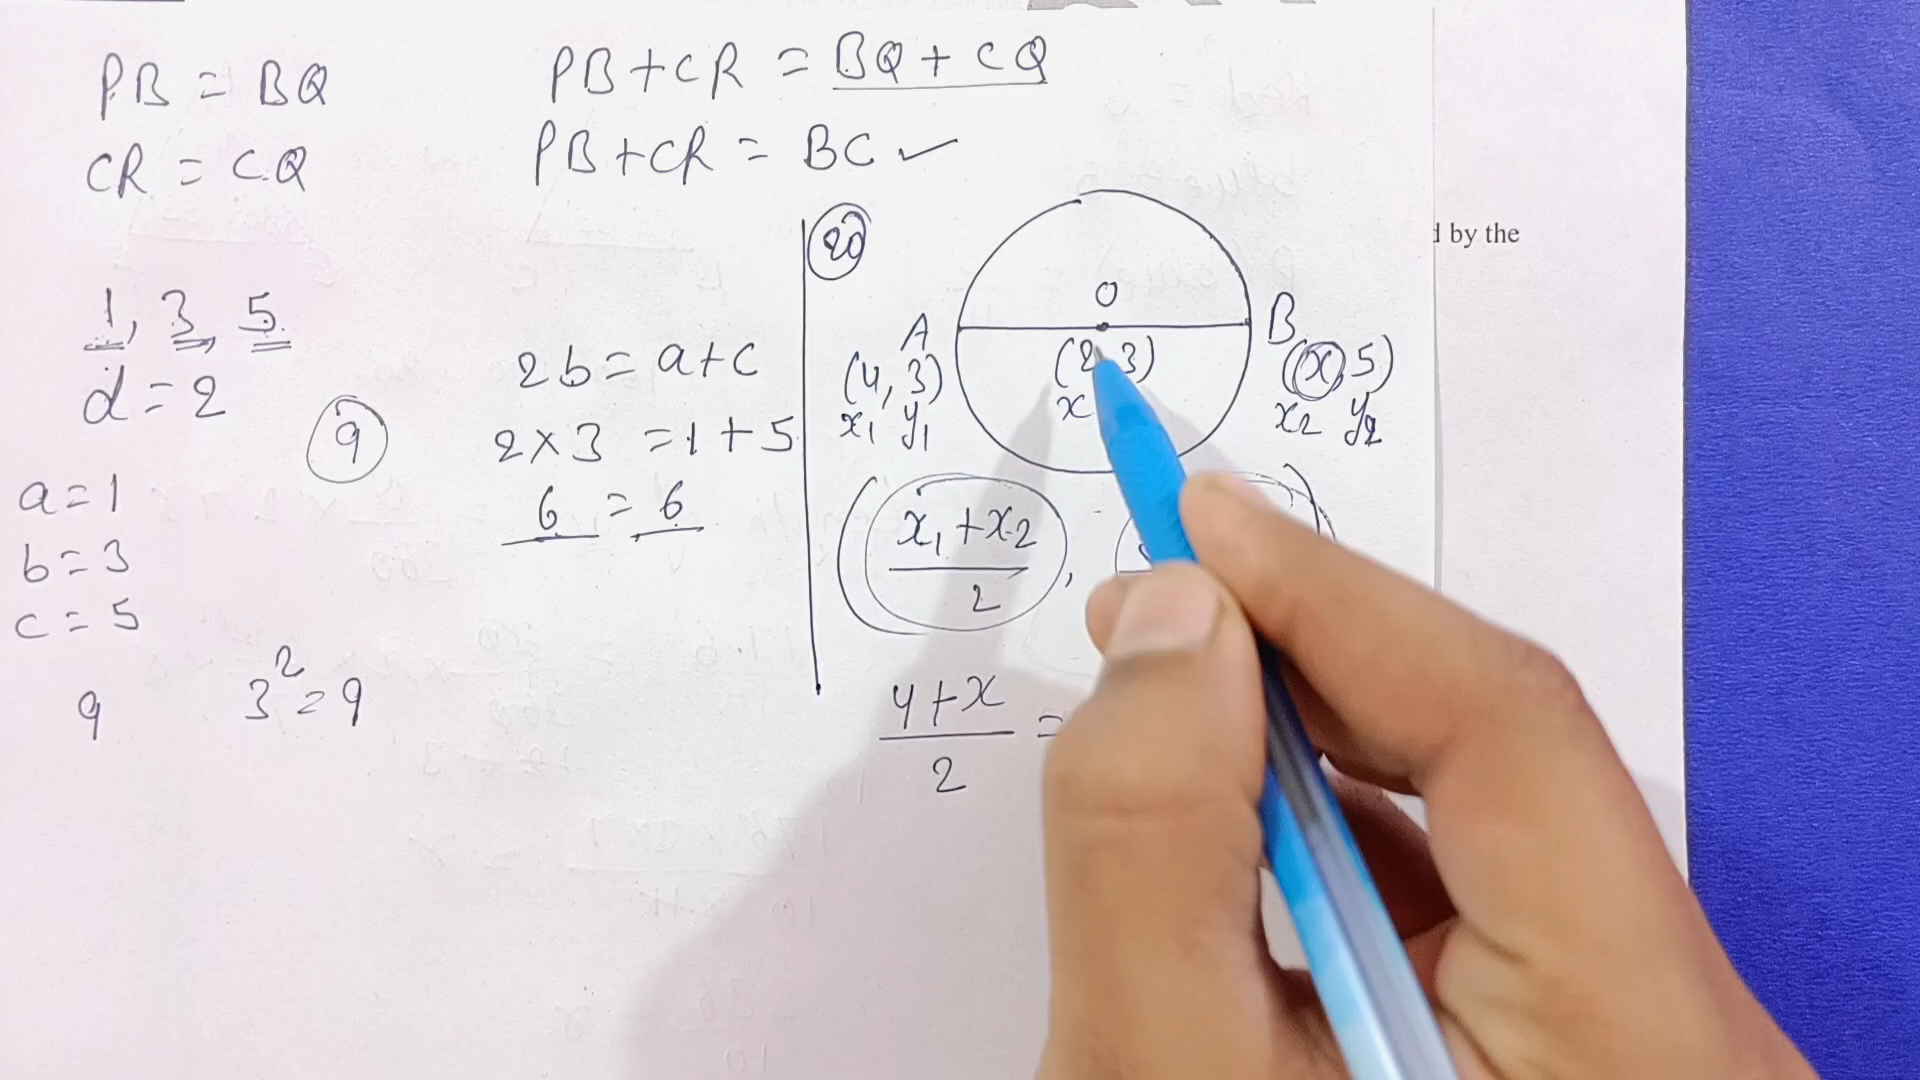 PB = BQ
CR = CQ
PB + CR = BQ + CQ
PB + CR = BC ✓
1, 3, 5
d = 2
a = 1
b = 3
c = 5
9
3² = 9
9
2b = a + c
2 × 3 = 1 + 5
6 = 6
20
O
A
(4, 3)
x₁ y₁
(2, 3)
x
B
(x, 5)
x₂ y₂
(x₁ + x₂ / 2 ,
4 + x / 2 =
by the